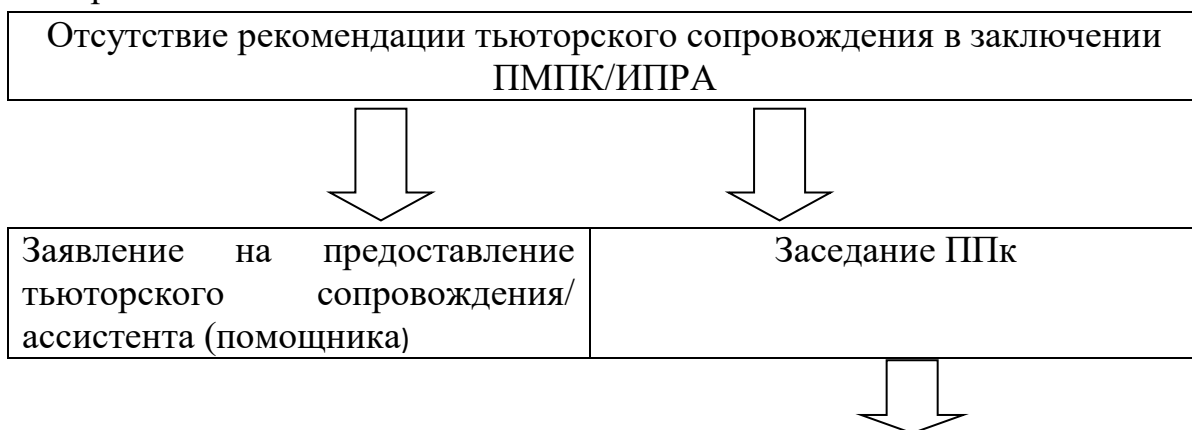 Отсутствие рекомендации тьюторского сопровождения в заключении
ПМПК/ИПРА
Заявление на предоставление
тьюторского сопровождения/
ассистента (помощника)
Заседание ППк